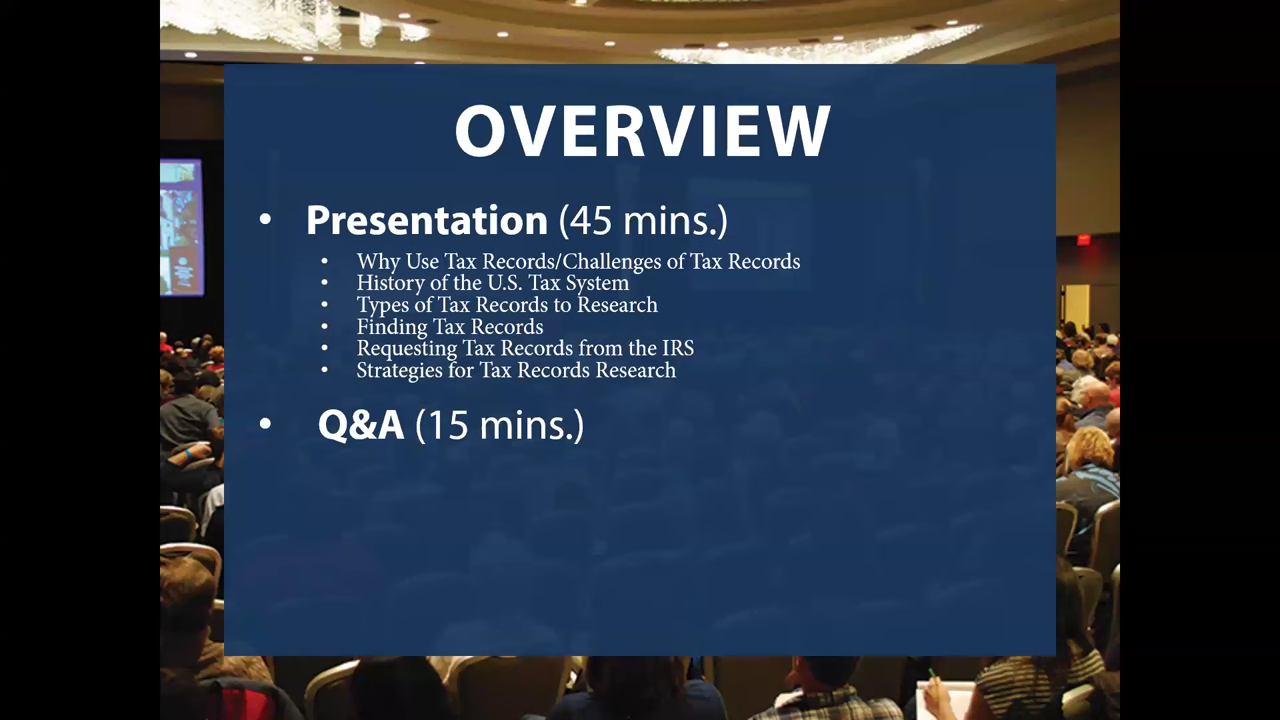 OVERVIEW
• Presentation (45 mins.)
• Why Use Tax Records/Challenges of Tax Records
• History of the U.S. Tax System
• Types of Tax Records to Research
• Finding Tax Records
• Requesting Tax Records from the IRS
• Strategies for Tax Records Research
• Q&A (15 mins.)